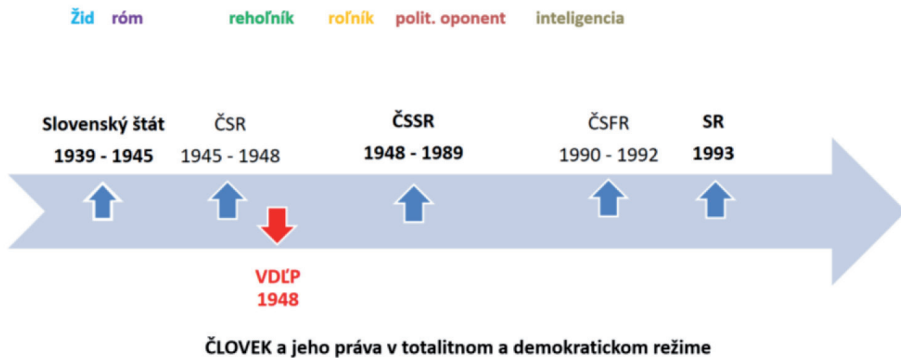 Žid róm rehoľník roľník polit. oponent inteligencia
Slovenský štát ČSR ČSSR ČSFR SR
1939 - 1945 1945 - 1948 1948 - 1989 1990 - 1992 1993
VDĽP
1948
ČLOVEK a jeho práva v totalitnom a demokratickom režime